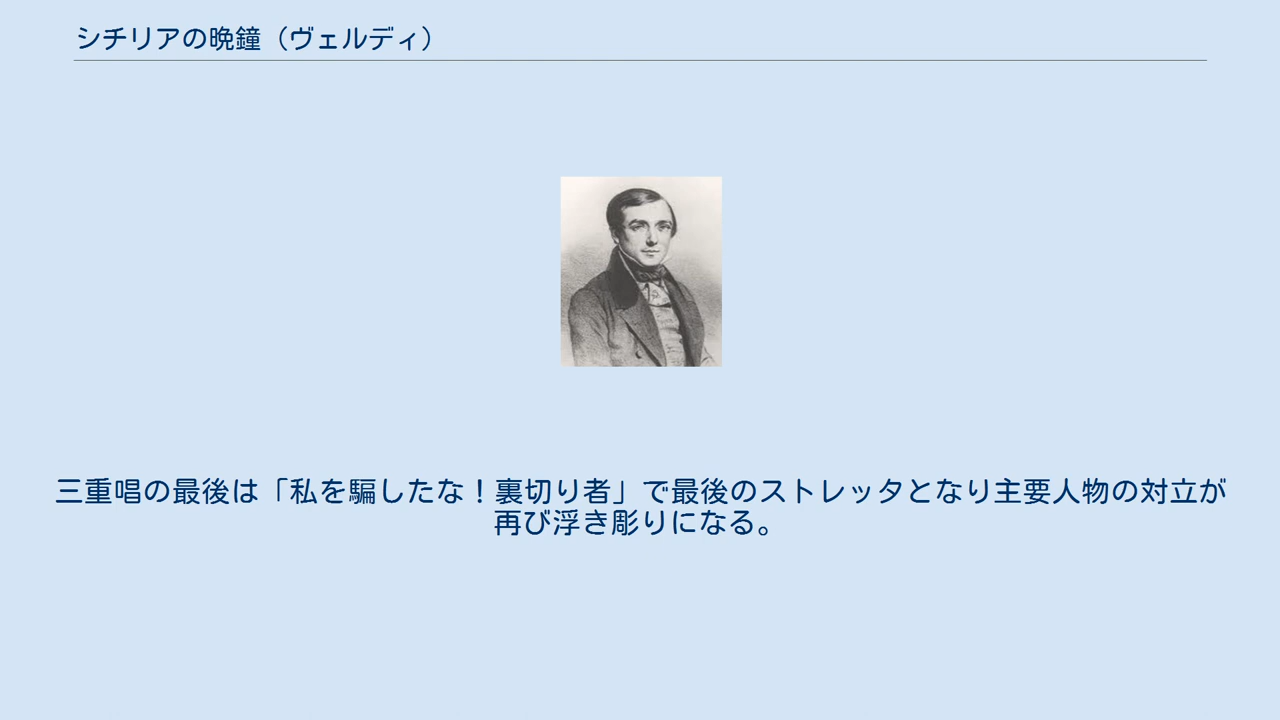 シチリアの晩鐘（ヴェルディ）
三重唱の最後は「私を騙したな！裏切り者」で最後のストレッタとなり主要人物の対立が
再び浮き彫りになる。